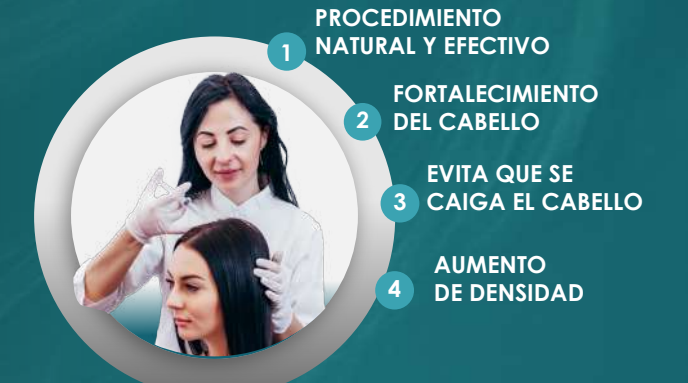 1
PROCEDIMIENTO
NATURAL Y EFECTIVO
2
FORTALECIMIENTO
DEL CABELLO
3
EVITA QUE SE
CAIGA EL CABELLO
4
AUMENTO
DE DENSIDAD